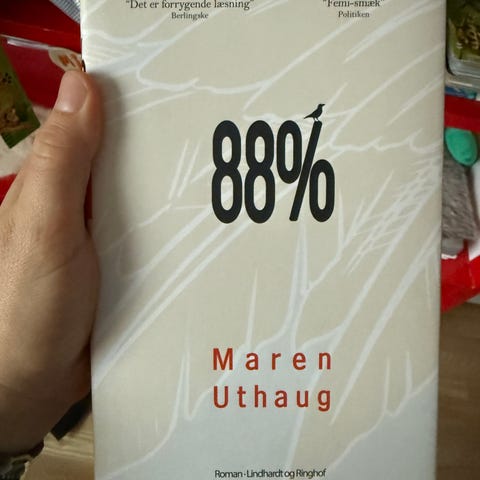 "Det er forrygende læsning"
Berlingske
"Femi-smæk"
Politiken
88%
Maren
Uthaug
Roman · Lindhardt og Ringhof